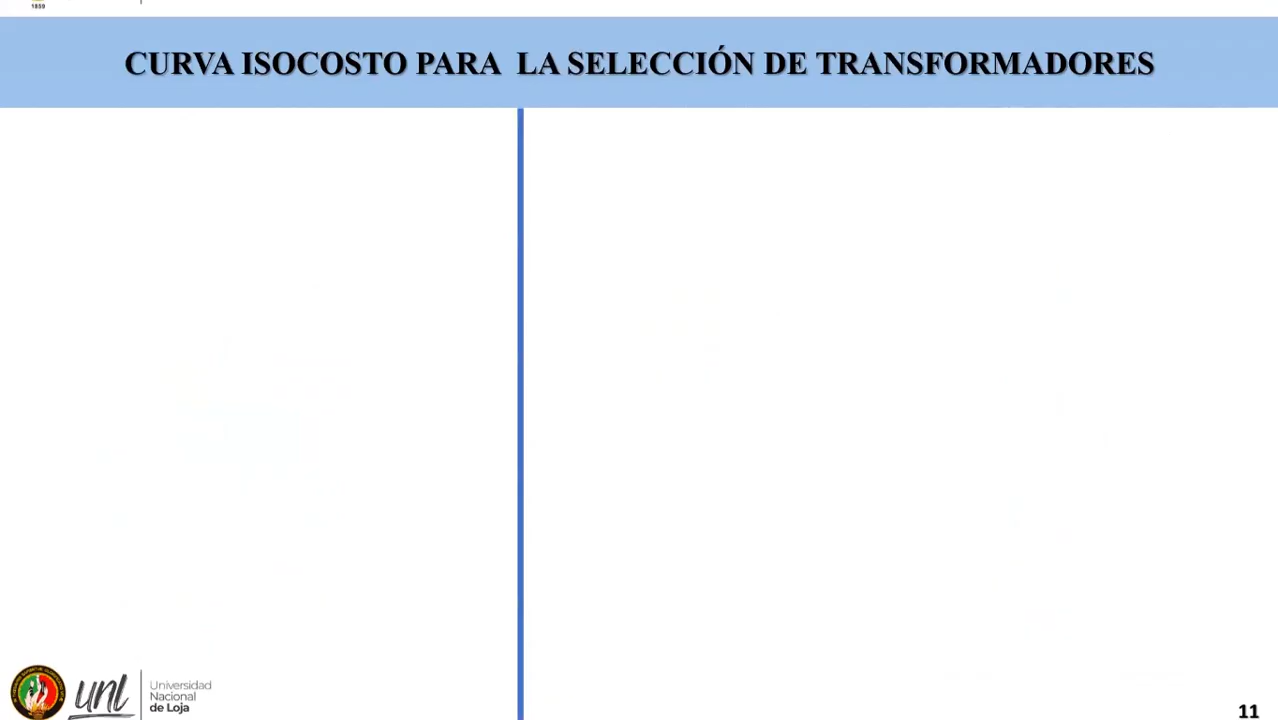 1859
CURVA ISOCOSTO PARA LA SELECCIÓN DE TRANSFORMADORES
unl
Universidad
Nacional
de Loja
11